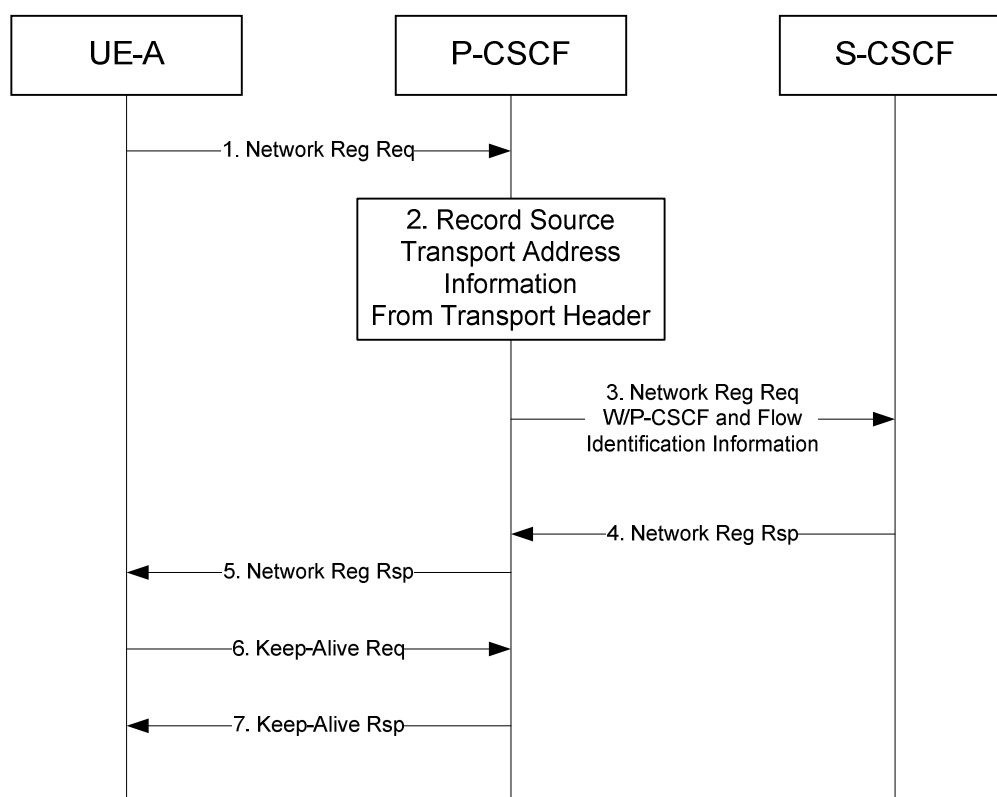 UE-A
P-CSCF
S-CSCF
1. Network Reg Req
2. Record Source
Transport Address
Information
From Transport Header
3. Network Reg Req
W/P-CSCF and Flow
Identification Information
4. Network Reg Rsp
5. Network Reg Rsp
6. Keep-Alive Req
7. Keep-Alive Rsp